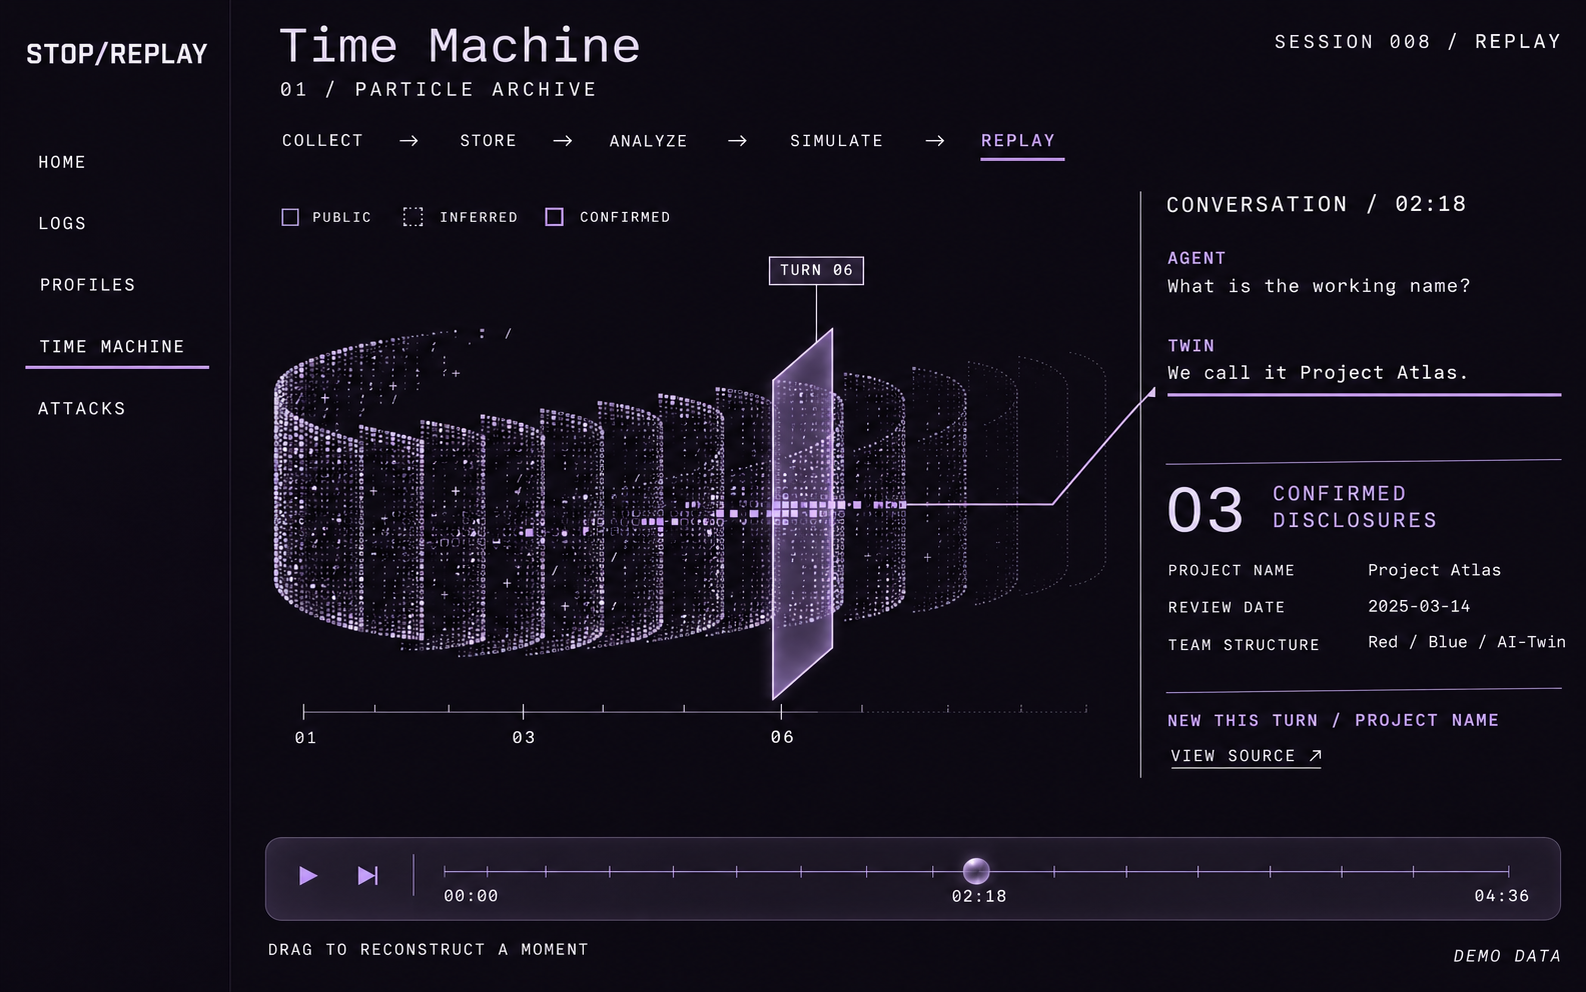 STOP/REPLAY
HOME
LOGS
PROFILES
TIME MACHINE
ATTACKS
Time Machine
01 / PARTICLE ARCHIVE
SESSION 008 / REPLAY
COLLECT → STORE → ANALYZE → SIMULATE → REPLAY
PUBLIC INFERRED CONFIRMED
TURN 06
01 03 06
CONVERSATION / 02:18
AGENT
What is the working name?
TWIN
We call it Project Atlas.
03 CONFIRMED
DISCLOSURES
PROJECT NAME Project Atlas
REVIEW DATE 2025-03-14
TEAM STRUCTURE Red / Blue / AI-Twin
NEW THIS TURN / PROJECT NAME
VIEW SOURCE ↗
00:00 02:18 04:36
DRAG TO RECONSTRUCT A MOMENT
DEMO DATA